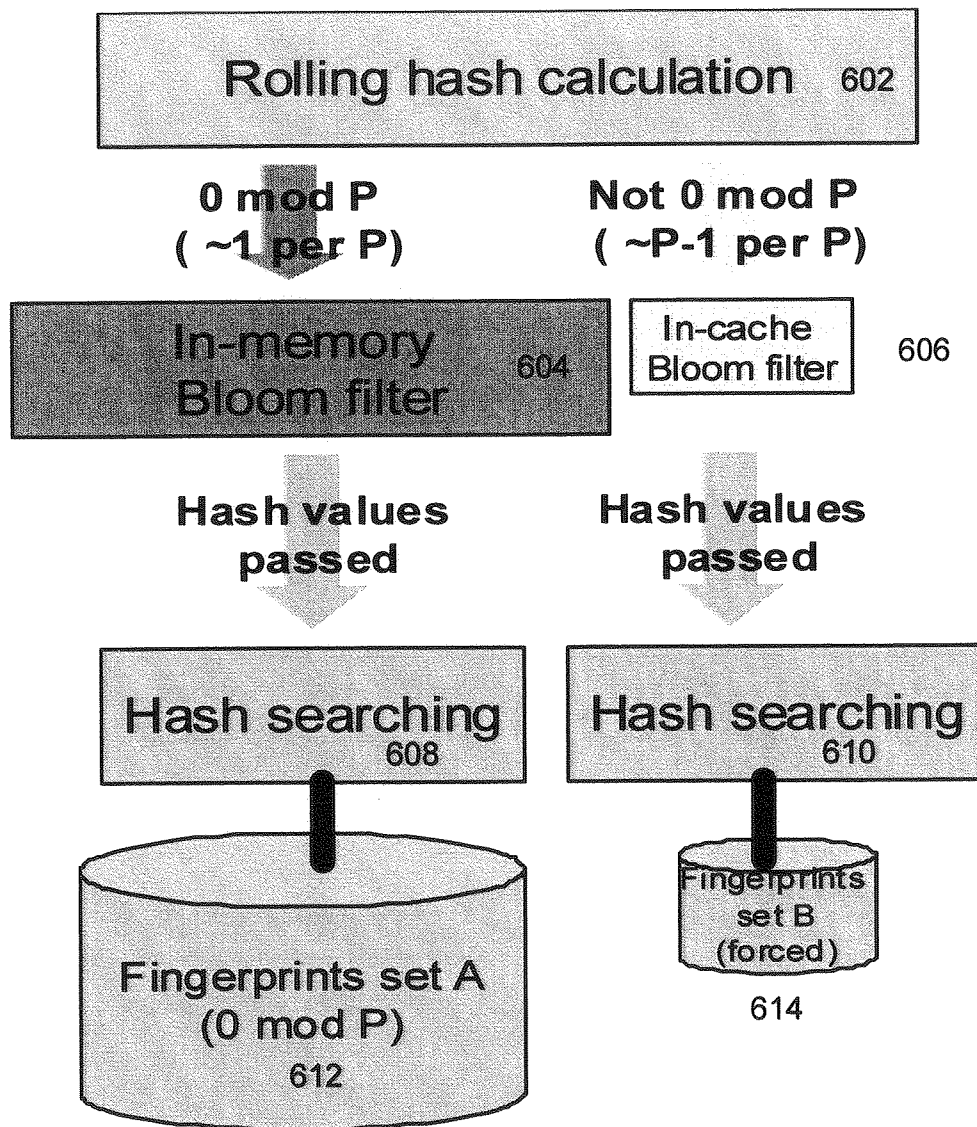 Rolling hash calculation 602
0 mod P
( ~1 per P)
Not 0 mod P
( ~P-1 per P)
In-memory
Bloom filter
604
In-cache
Bloom filter
606
Hash values
passed
Hash values
passed
Hash searching
608
Hash searching
610
Fingerprints set A
(0 mod P)
612
Fingerprints
set B
(forced)
614